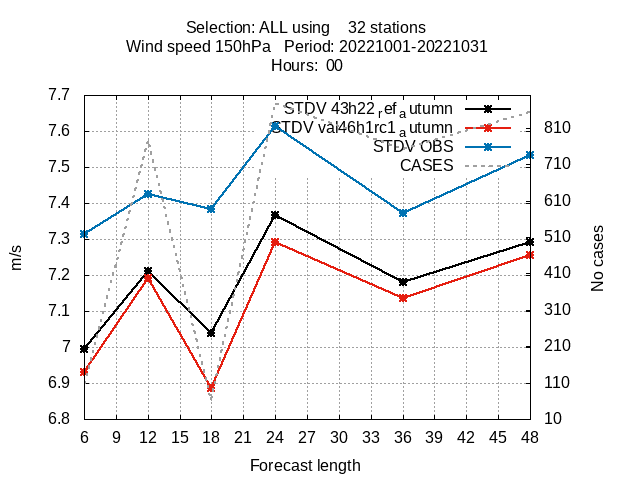 Selection: ALL using 32 stations
Wind speed 150hPa Period: 20221001-20221031
Hours: 00
7.7
7.6
7.5
7.4
7.3
7.2
7.1
7
6.9
6.8
m/s
STDV 43h22ref_autumn
STDV val46h1rc1_autumn
STDV OBS
CASES
810
710
610
510
410
310
210
110
10
No cases
6 9 12 15 18 21 24 27 30 33 36 39 42 45 48
Forecast length